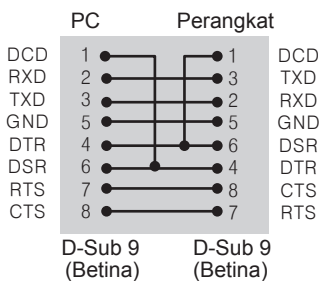 PC Perangkat
DCD 1 1 DCD
RXD 2 3 TXD
TXD 3 2 RXD
GND 5 5 GND
DTR 4 6 DSR
DSR 6 4 DTR
RTS 7 8 CTS
CTS 8 7 RTS
D-Sub 9 D-Sub 9
(Betina) (Betina)